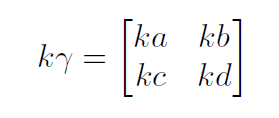 kγ = [ka kb
kc kd]